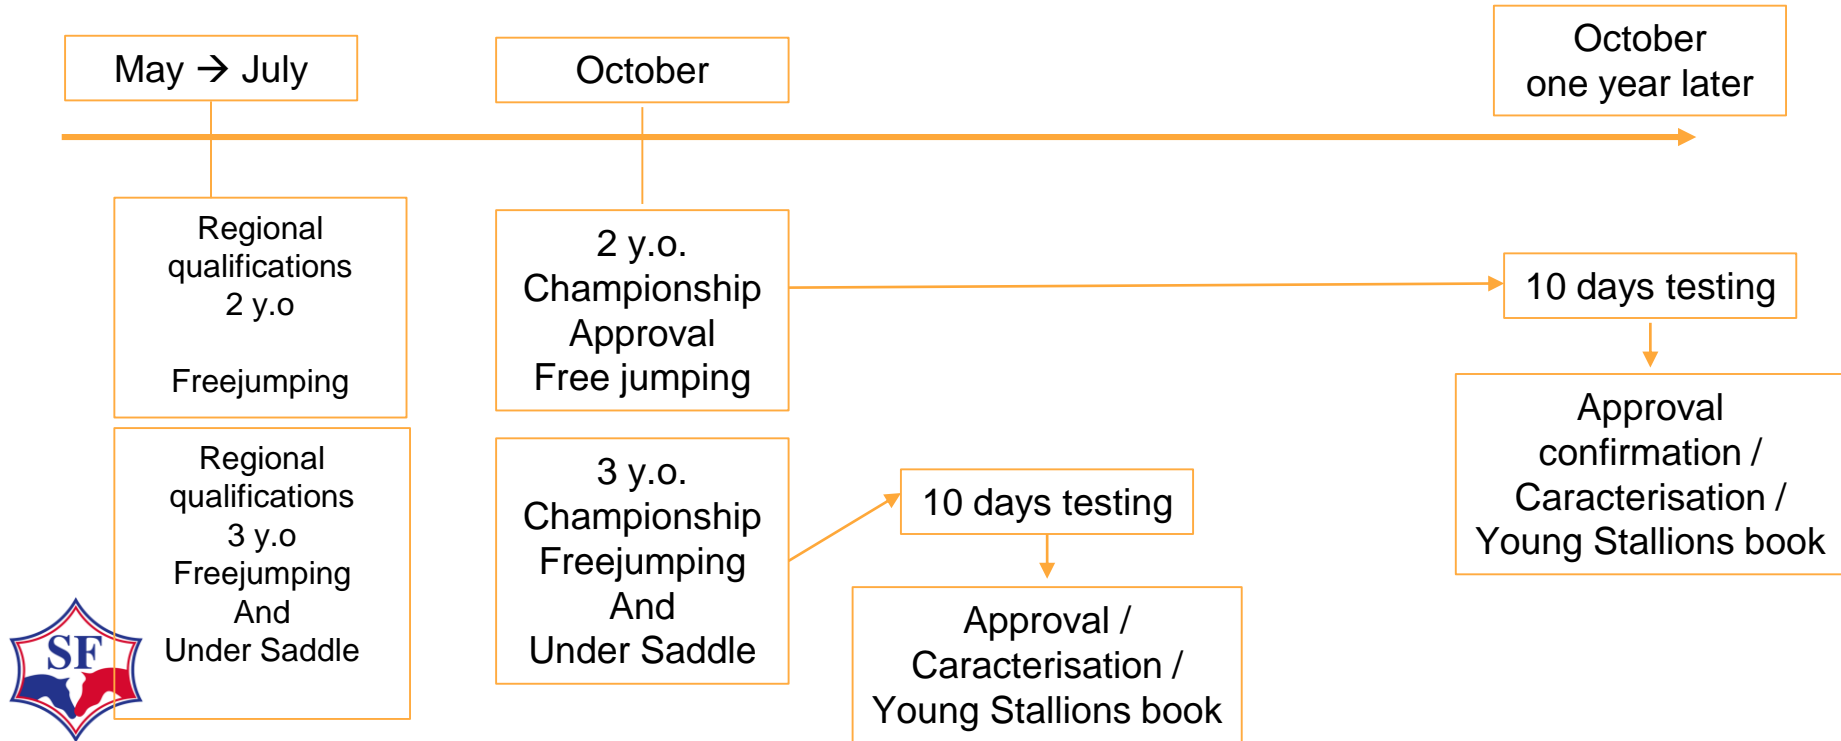 May → July
October
October
one year later
Regional
qualifications
2 y.o
Freejumping
2 y.o.
Championship
Approval
Free jumping
10 days testing
Approval
confirmation /
Caracterisation /
Young Stallions book
Regional
qualifications
3 y.o
Freejumping
And
Under Saddle
3 y.o.
Championship
Freejumping
And
Under Saddle
10 days testing
Approval /
Caracterisation /
Young Stallions book
SF